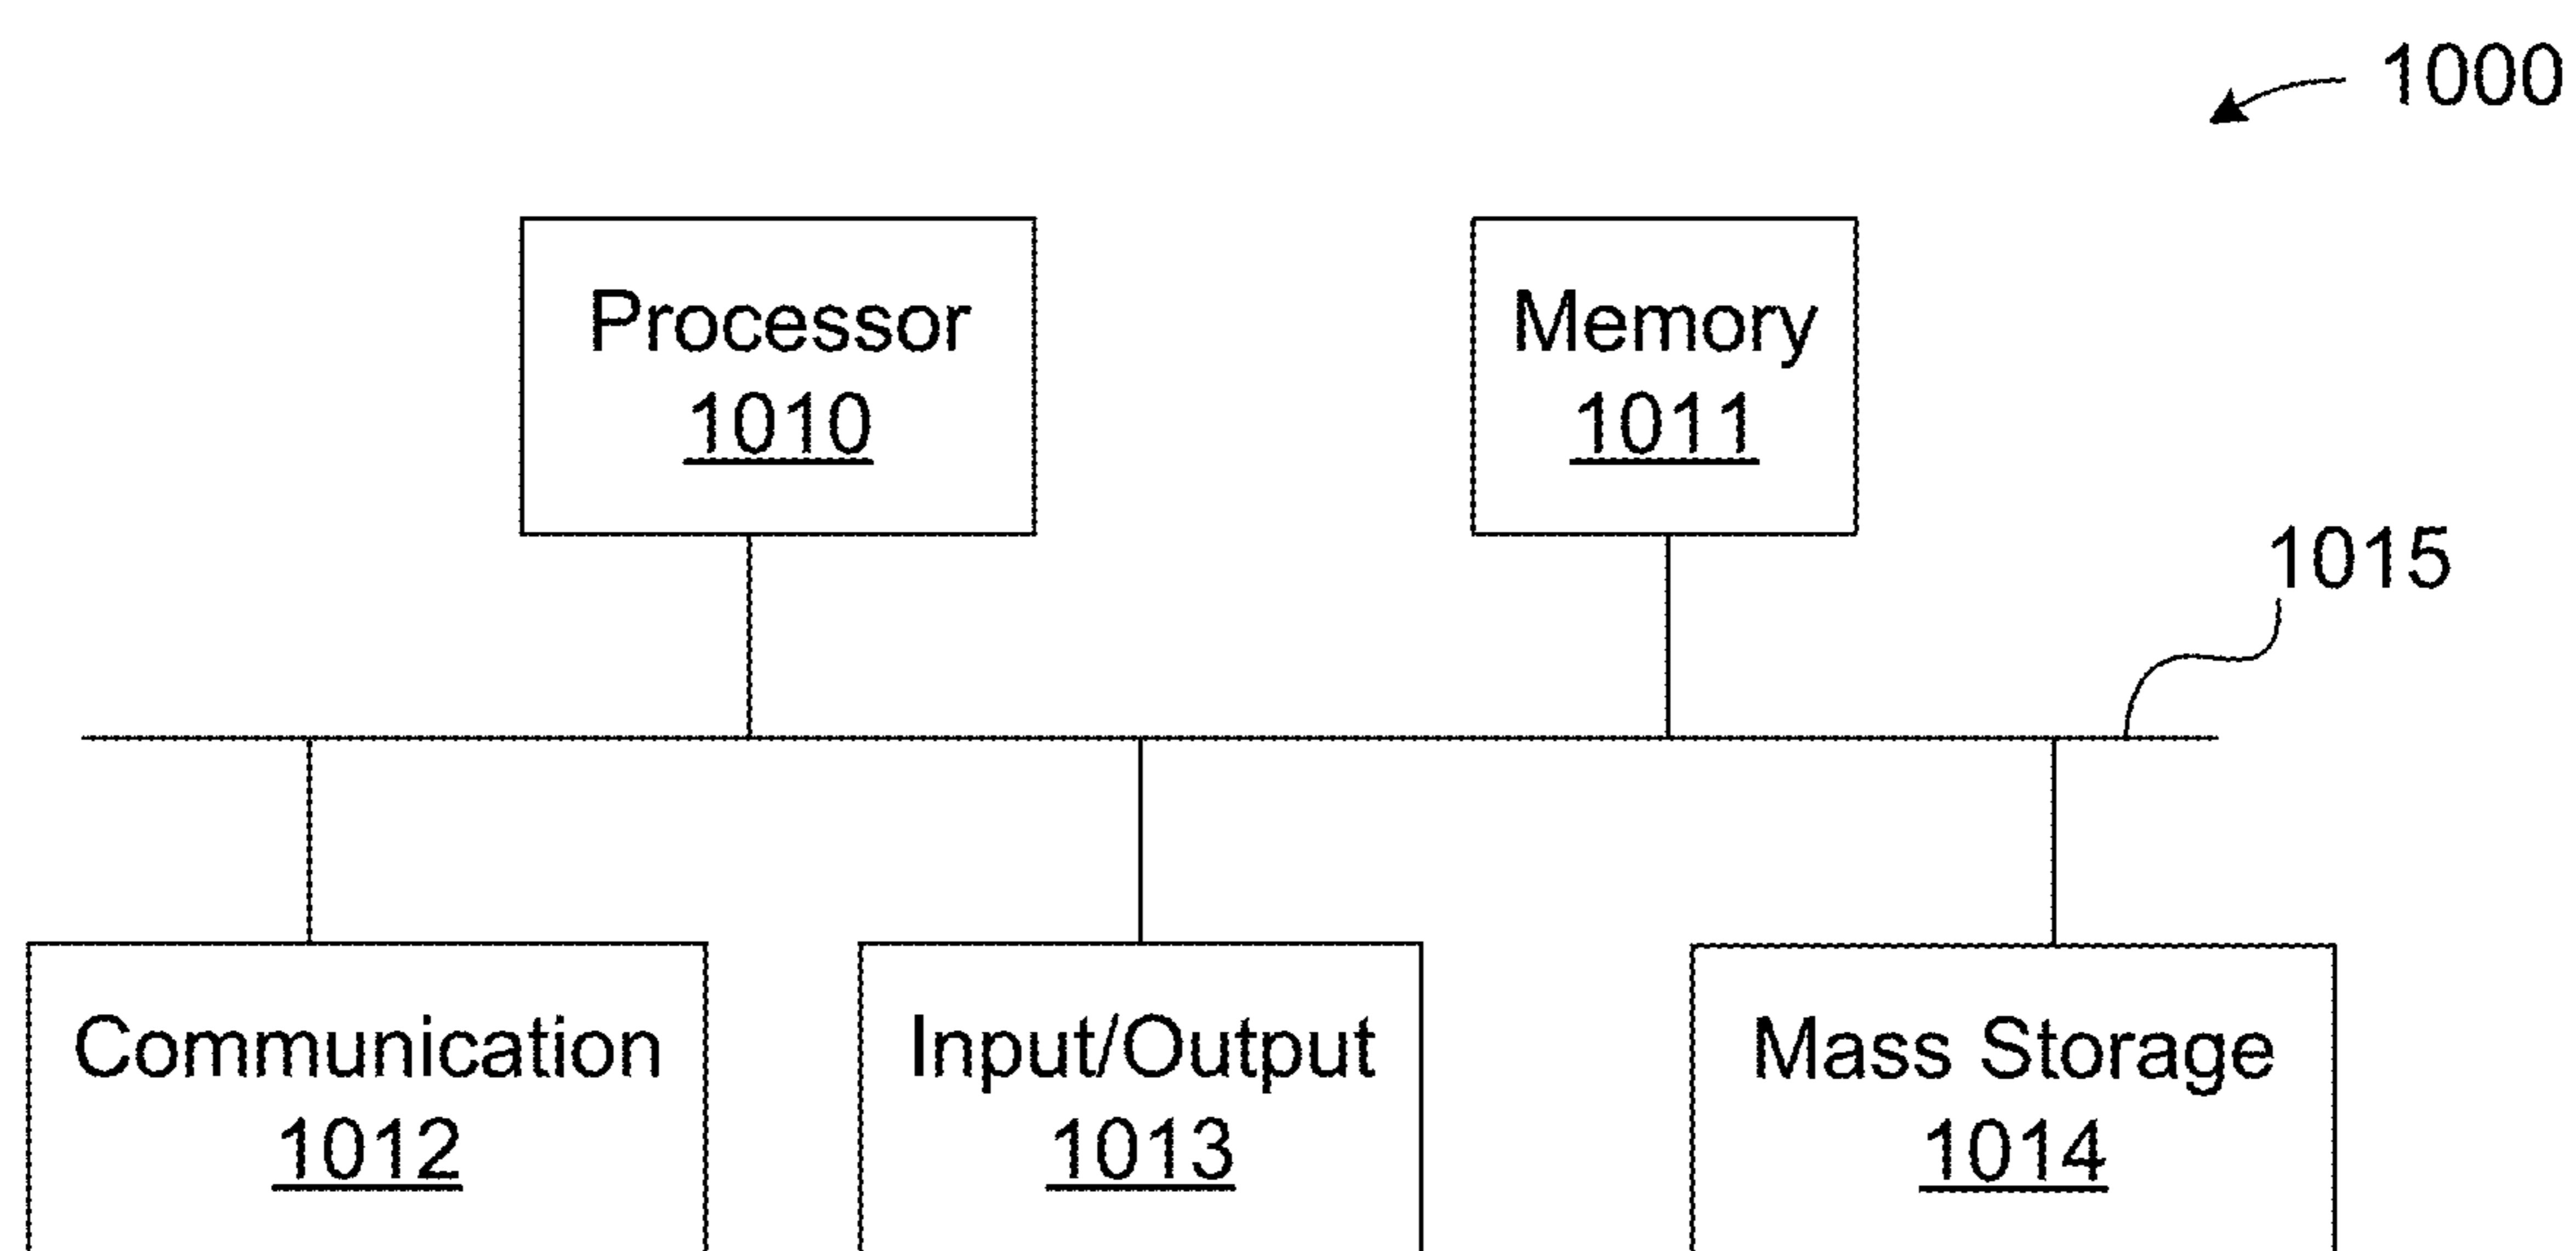 1000
Processor
1010
Memory
1011
1015
Communication
1012
Input/Output
1013
Mass Storage
1014